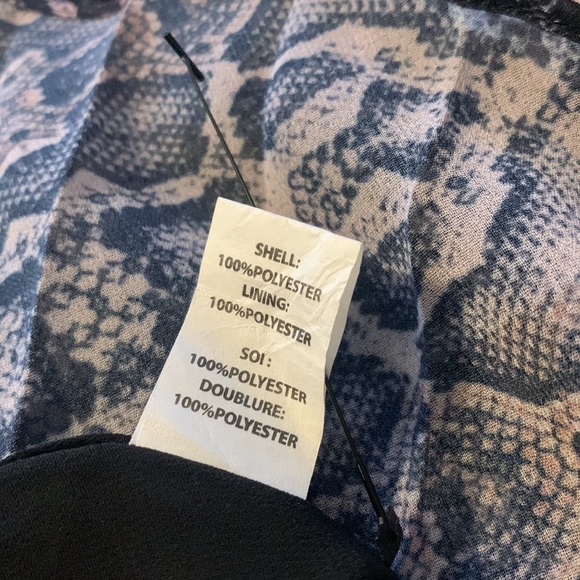 SHELL:
100%POLYESTER
LINING:
100%POLYESTER
SOI :
100%POLYESTER
DOUBLURE:
100%POLYESTER